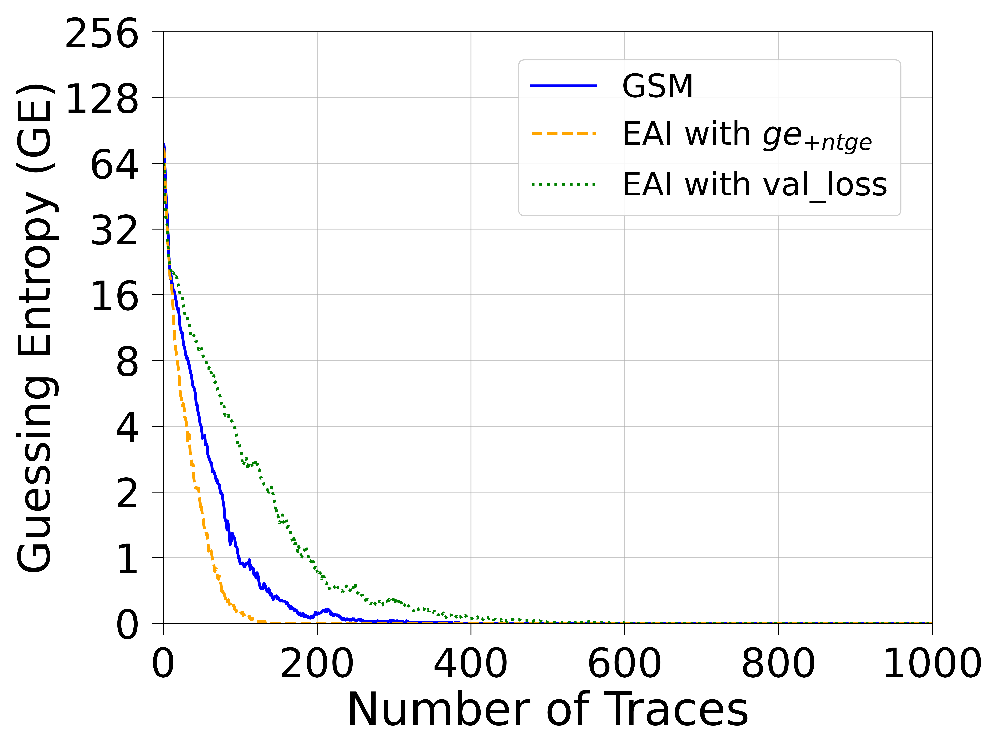 Guessing Entropy (GE)
256
128
64
32
16
8
4
2
1
0
GSM
EAI with ge+ntge
EAI with val_loss
0 200 400 600 800 1000
Number of Traces